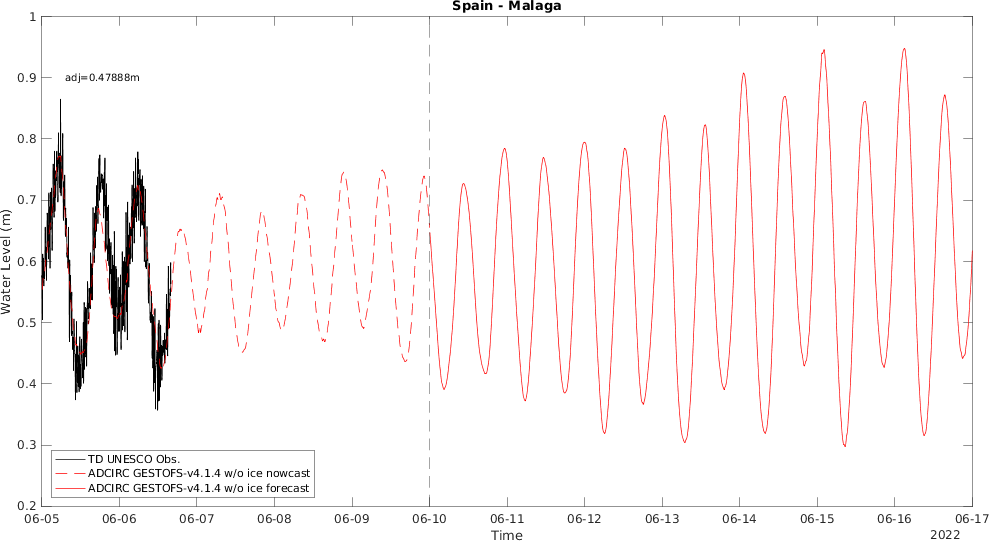 Spain - Malaga
1
0.9
0.8
0.7
0.6
0.5
0.4
0.3
0.2
Water Level (m)
adj=0.47888m
TD UNESCO Obs.
ADCIRC GESTOFS-v4.1.4 w/o ice nowcast
ADCIRC GESTOFS-v4.1.4 w/o ice forecast
06-05 06-06 06-07 06-08 06-09 06-10 06-11 06-12 06-13 06-14 06-15 06-16 06-17
Time
2022